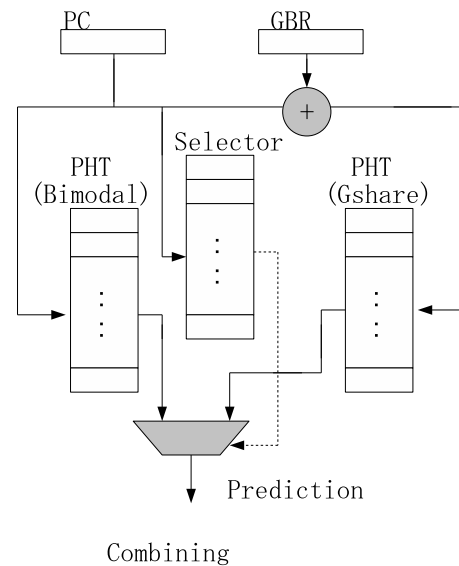 PC
GBR
+
Selector
PHT
(Bimodal)
PHT
(Gshare)
Prediction
Combining